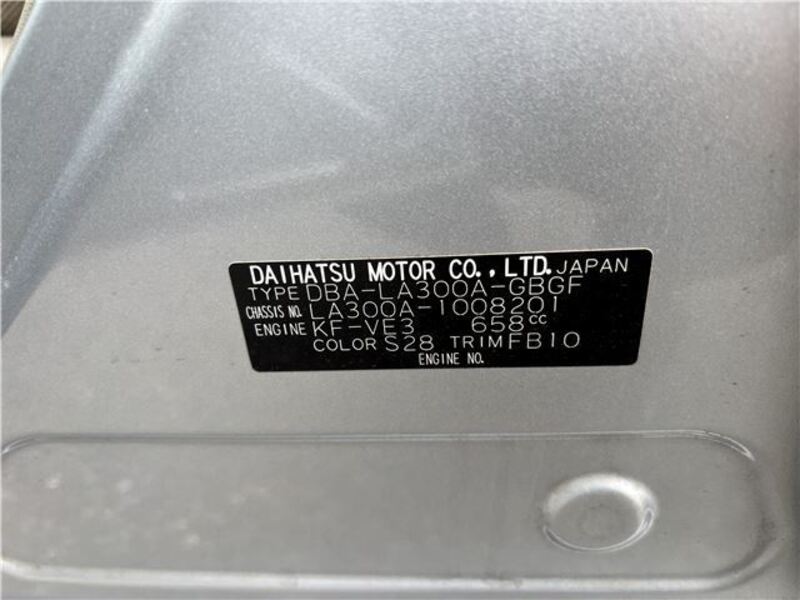 DAIHATSU MOTOR CO., LTD. JAPAN
TYPE DBA-LA300A-GBGF
CHASSIS NO. LA300A-1008201
ENGINE KF-VE3 658cc
COLOR S28 TRIM FB10
ENGINE NO.